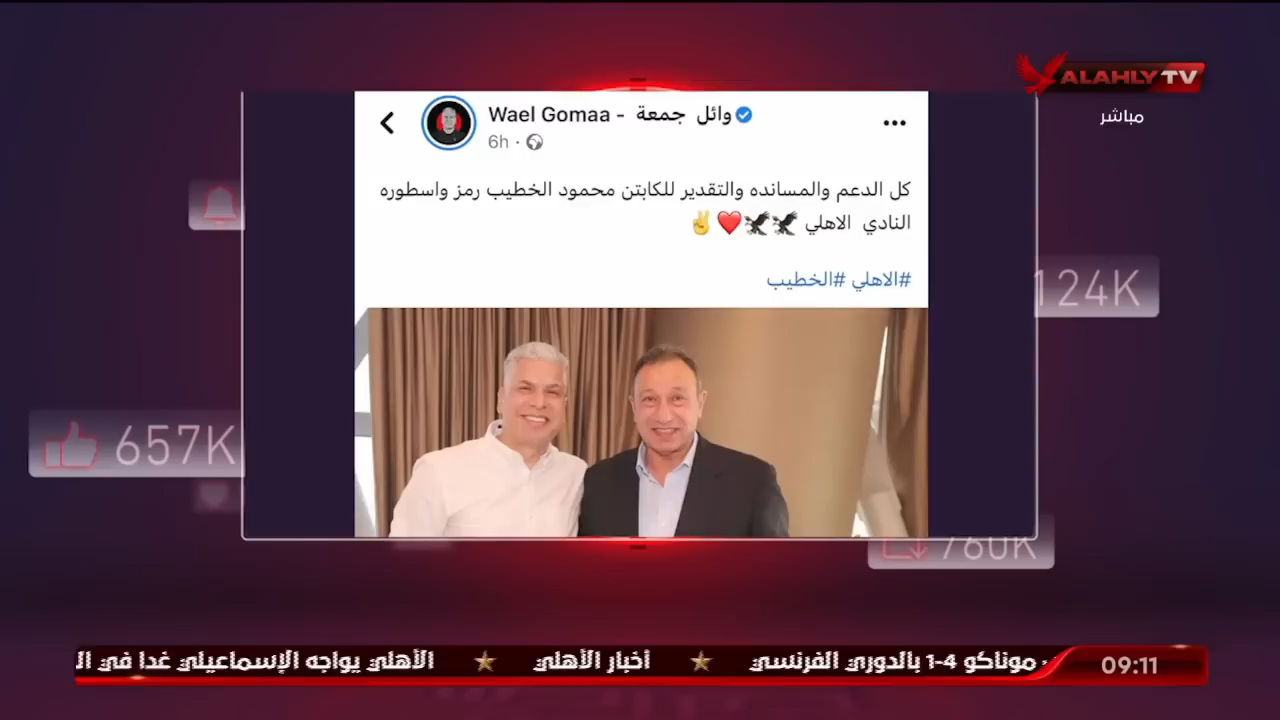 ALAHLY TV
مباشر
Wael Gomaa - وائل جمعة
6h
كل الدعم والمسانده والتقدير للكابتن محمود الخطيب رمز واسطوره
النادي الاهلي 🦅🦅❤️✌️
#الاهلي #الخطيب
124K
657K
760K
موناكو 4-1 بالدوري الفرنسي ★ أخبار الأهلي ★ الأهلي يواجه الإسماعيلي غدا في
09:11